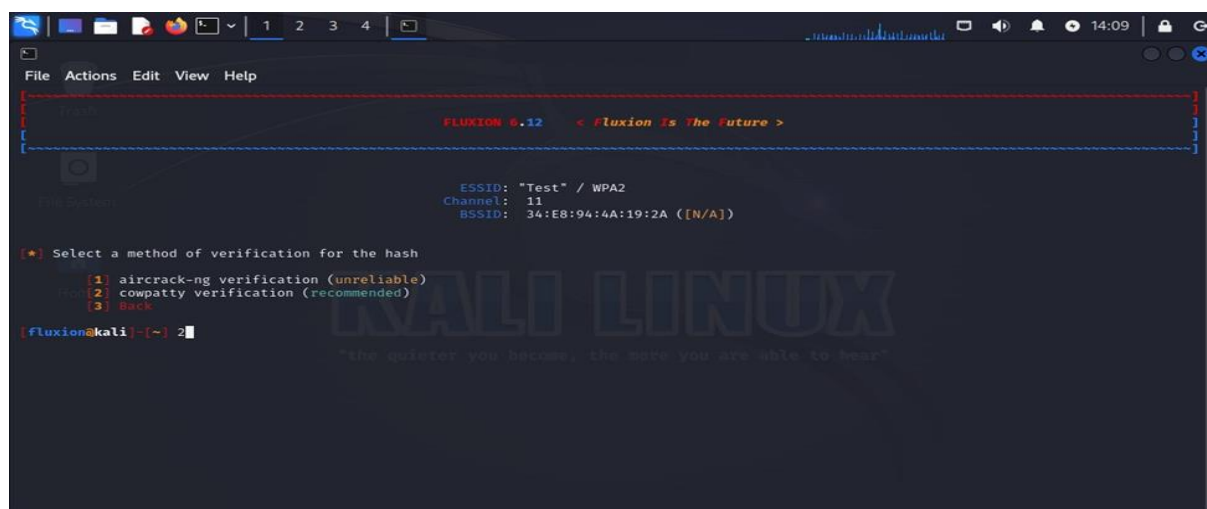 1 2 3 4 14:09
File Actions Edit View Help
Trash
FLUXION 6.12 < Fluxion Is The Future >
File System
ESSID: "Test" / WPA2
Channel: 11
BSSID: 34:E8:94:4A:19:2A ([N/A])
[*] Select a method of verification for the hash
[1] aircrack-ng verification (unreliable)
[2] cowpatty verification (recommended)
[3] Back
[fluxion@kali]-[~] 2
KALI LINUX
"the quieter you become, the more you are able to hear"